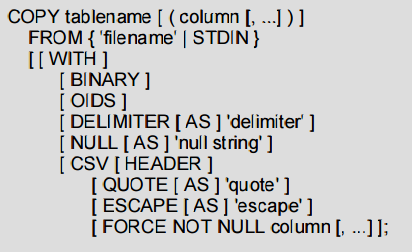 COPY tablename [ ( column [, ...] ) ]
FROM { 'filename' | STDIN }
[ [ WITH ]
[ BINARY ]
[ OIDS ]
[ DELIMITER [ AS ] 'delimiter' ]
[ NULL [ AS ] 'null string' ]
[ CSV [ HEADER ]
[ QUOTE [ AS ] 'quote' ]
[ ESCAPE [ AS ] 'escape' ]
[ FORCE NOT NULL column [, ...] ];